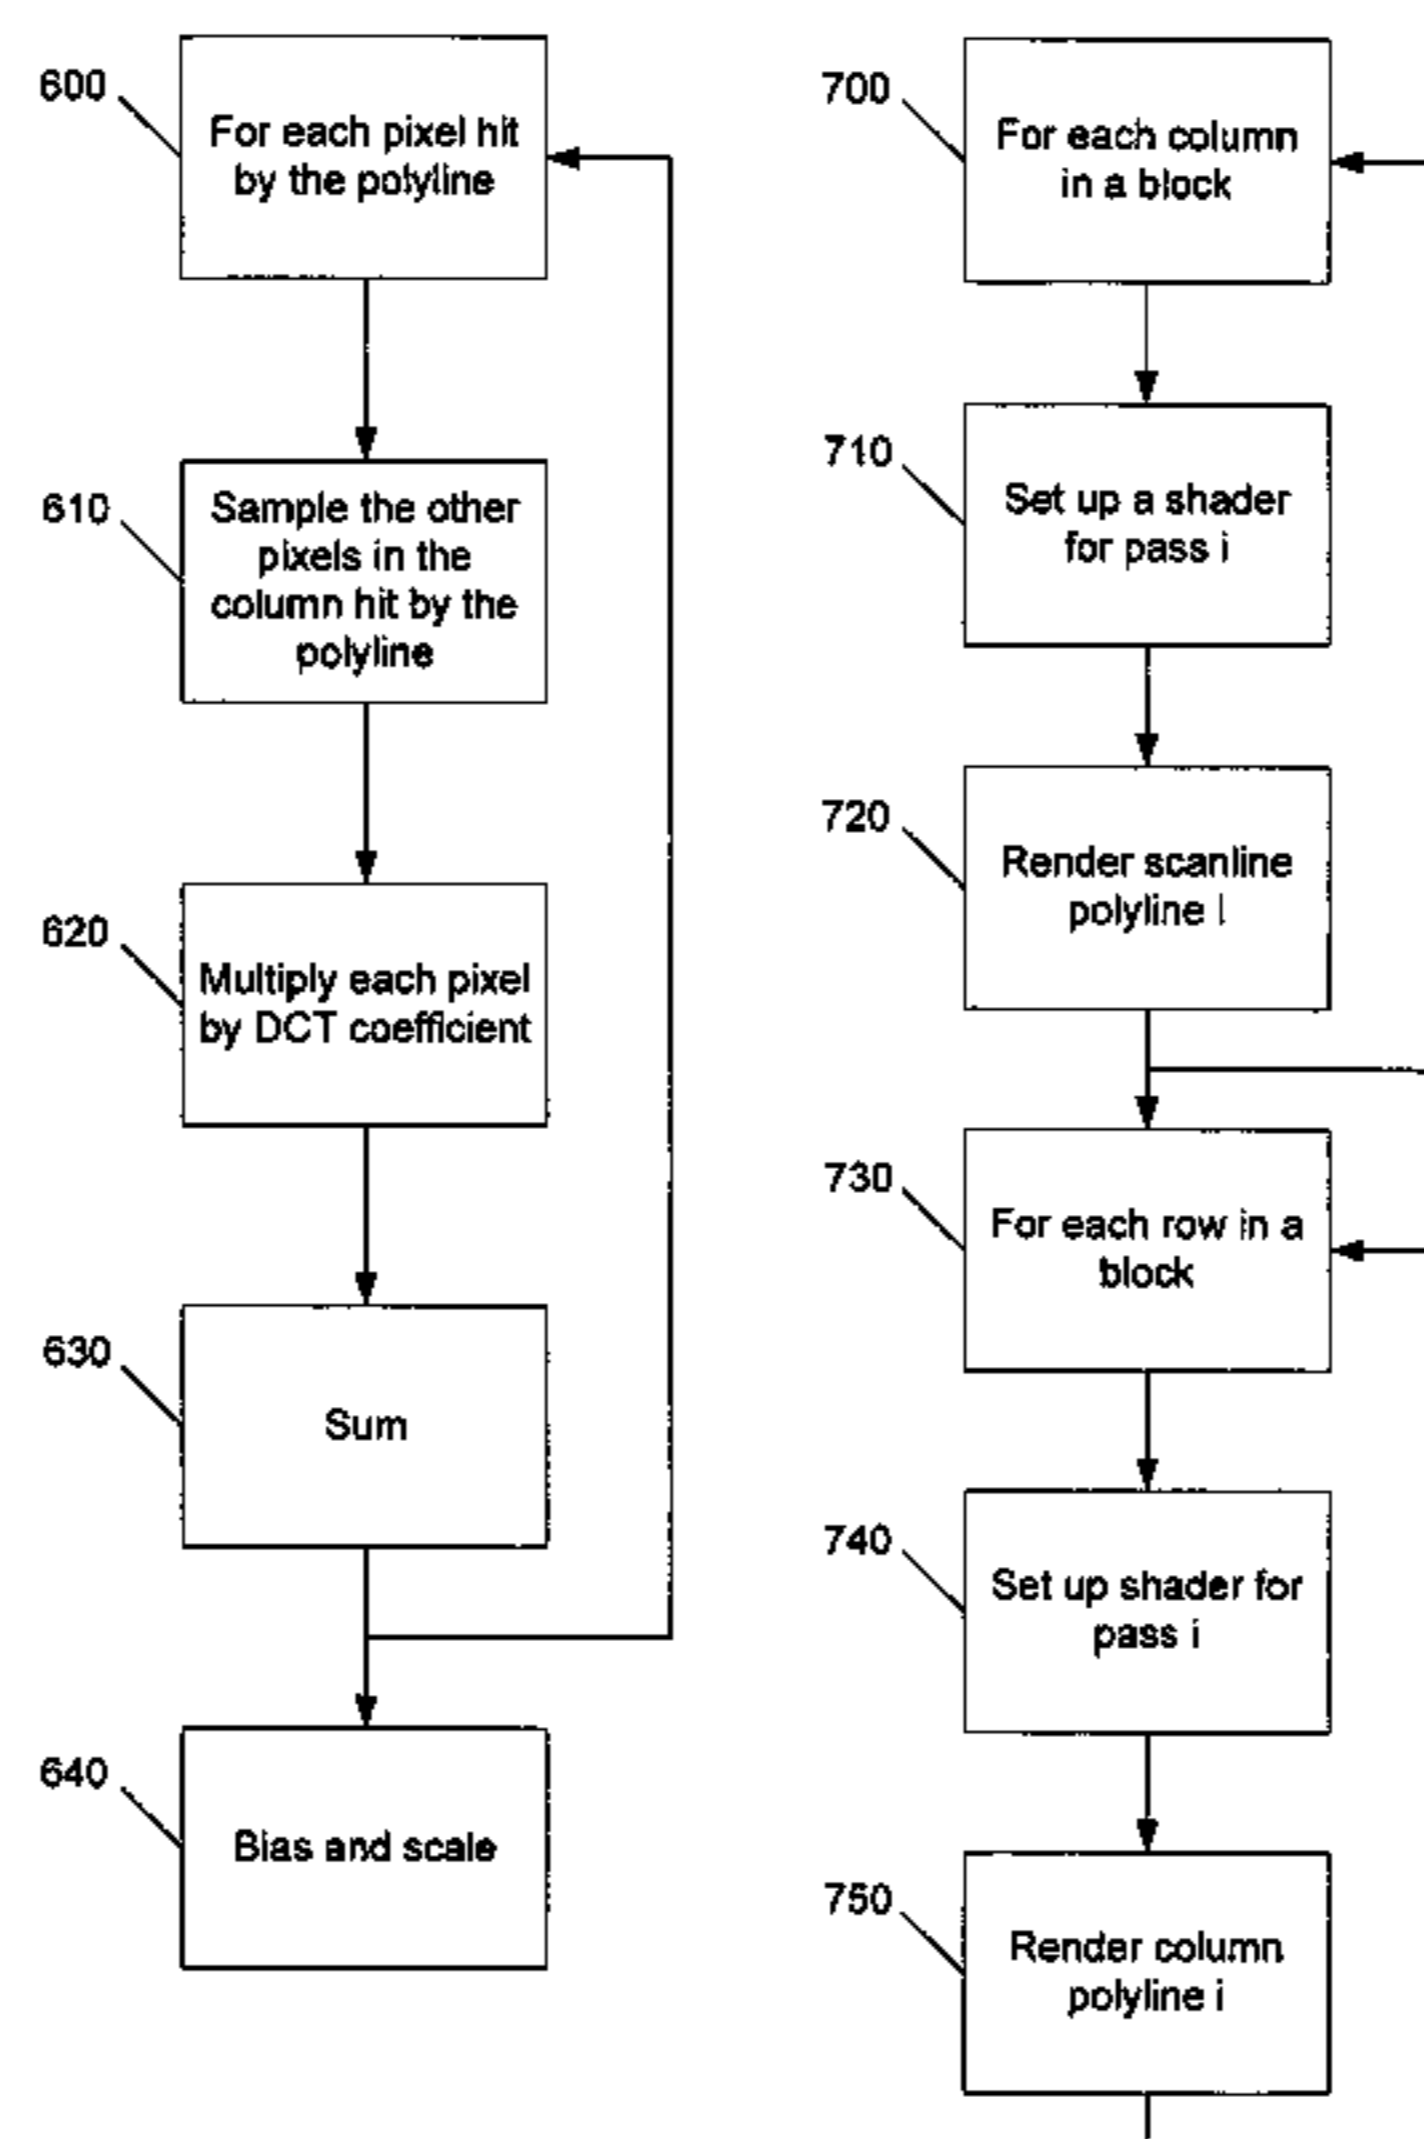 600
For each pixel hit
by the polyline
610
Sample the other
pixels in the
column hit by the
polyline
620
Multiply each pixel
by DCT coefficient
630
Sum
640
Bias and scale
700
For each column
in a block
710
Set up a shader
for pass i
720
Render scanline
polyline l
730
For each row in a
block
740
Set up shader for
pass i
750
Render column
polyline i